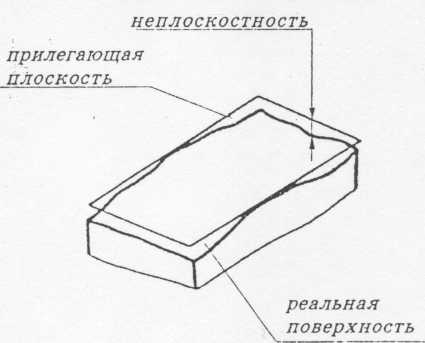 неплоскостность
прилегающая
плоскость
реальная
поверхность